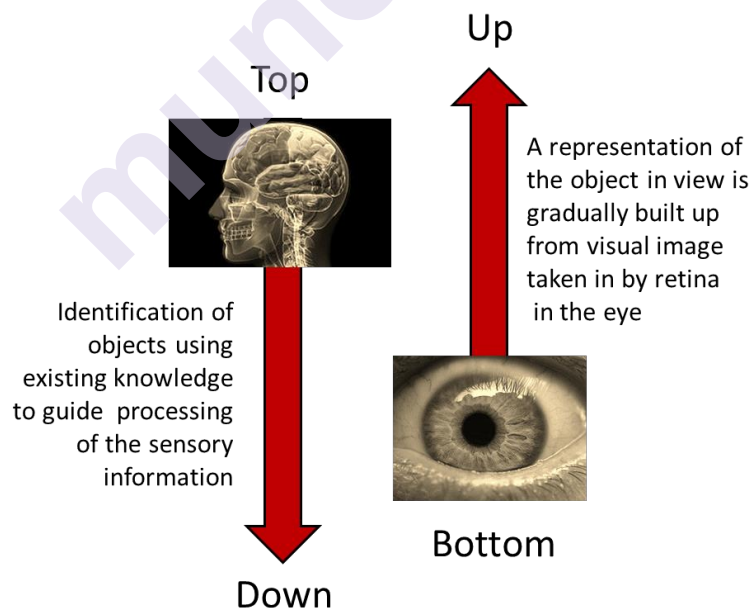 Top
Identification of
objects using
existing knowledge
to guide processing
of the sensory
information
Down
Up
A representation of
the object in view is
gradually built up
from visual image
taken in by retina
in the eye
Bottom